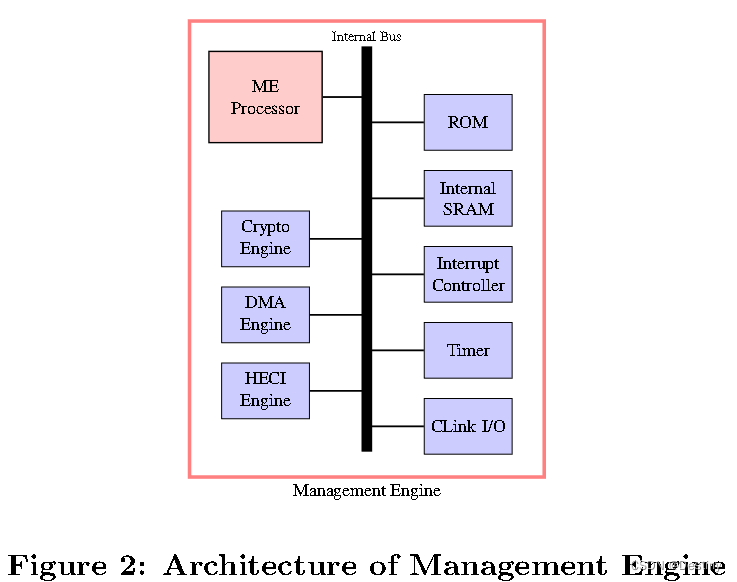 Internal Bus
ME
Processor
ROM
Internal
SRAM
Crypto
Engine
Interrupt
Controller
DMA
Engine
Timer
HECI
Engine
CLink I/O
Management Engine
Figure 2: Architecture of Management Engine